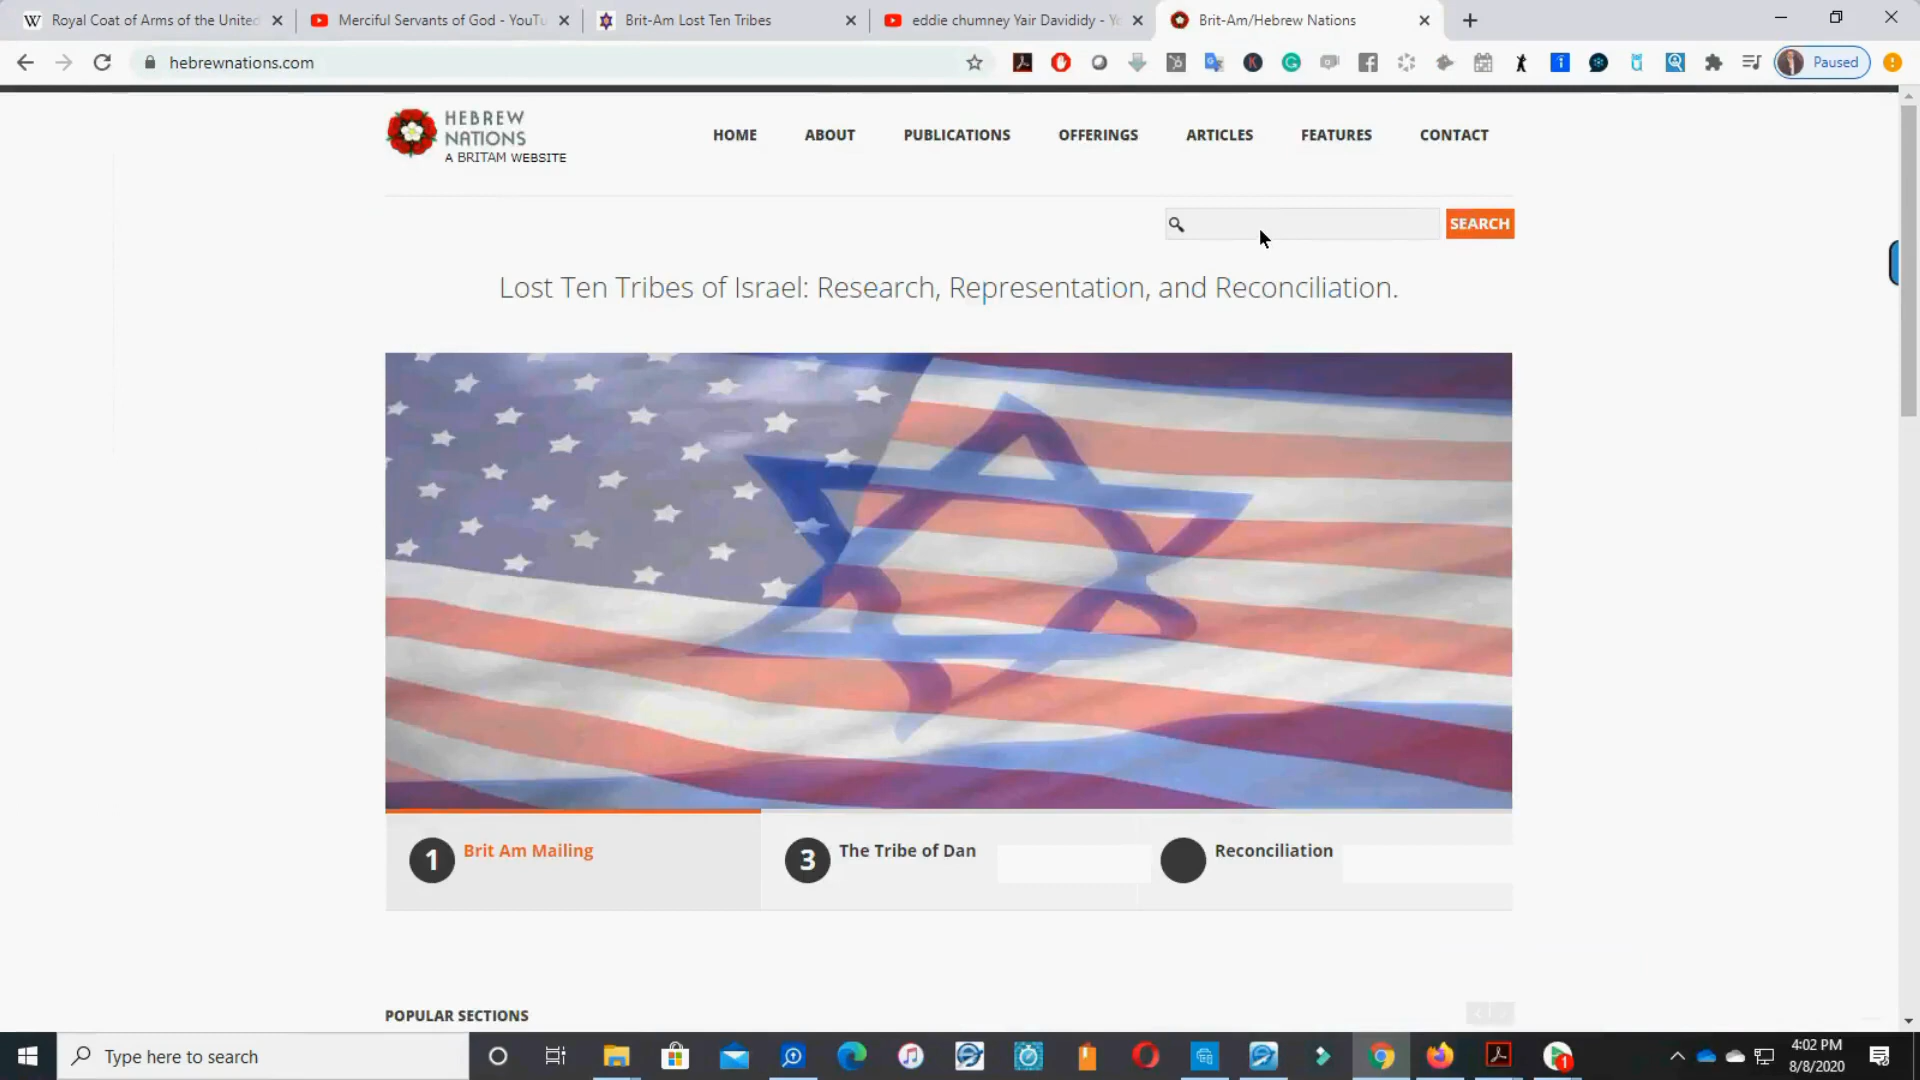 Royal Coat of Arms of the United
Merciful Servants of God - YouTu
Brit-Am Lost Ten Tribes
eddie chumney Yair Davididy - Yo
Brit-Am/Hebrew Nations
hebrewnations.com
Paused
HEBREW
NATIONS
A BRITAM WEBSITE
HOME
ABOUT
PUBLICATIONS
OFFERINGS
ARTICLES
FEATURES
CONTACT
SEARCH
Lost Ten Tribes of Israel: Research, Representation, and Reconciliation.
1
Brit Am Mailing
3
The Tribe of Dan
Reconciliation
POPULAR SECTIONS
Type here to search
4:02 PM
8/8/2020